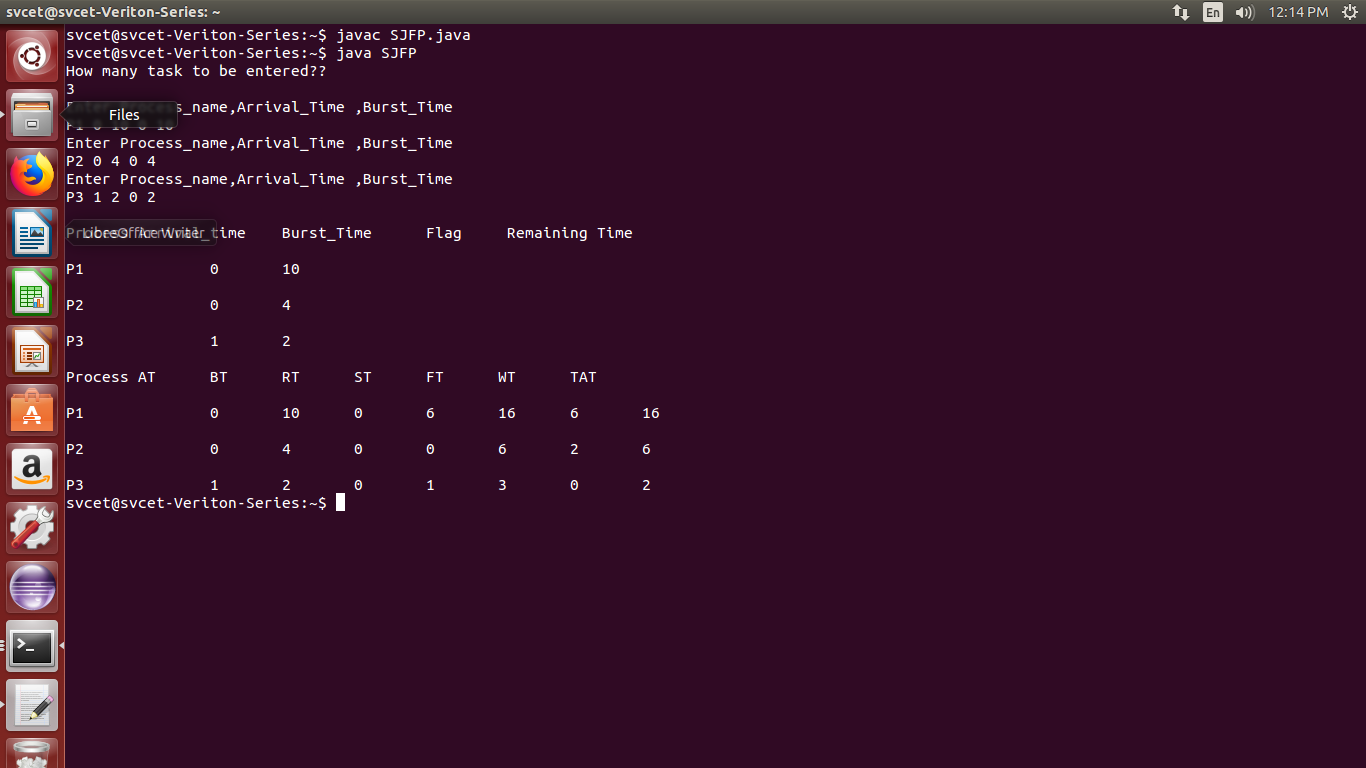 svcet@svcet-Veriton-Series: ~
En
12:14 PM
svcet@svcet-Veriton-Series:~$ javac SJFP.java
svcet@svcet-Veriton-Series:~$ java SJFP
How many task to be entered??
3
Enter Process_name,Arrival_Time ,Burst_Time
Files
P1 0 10 0 10
Enter Process_name,Arrival_Time ,Burst_Time
P2 0 4 0 4
Enter Process_name,Arrival_Time ,Burst_Time
P3 1 2 0 2
LibreOffice Writer
Process Arrival_time Burst_Time Flag Remaining Time
P1 0 10
P2 0 4
P3 1 2
Process AT BT RT ST FT WT TAT
P1 0 10 0 6 16 6 16
P2 0 4 0 0 6 2 6
P3 1 2 0 1 3 0 2
svcet@svcet-Veriton-Series:~$